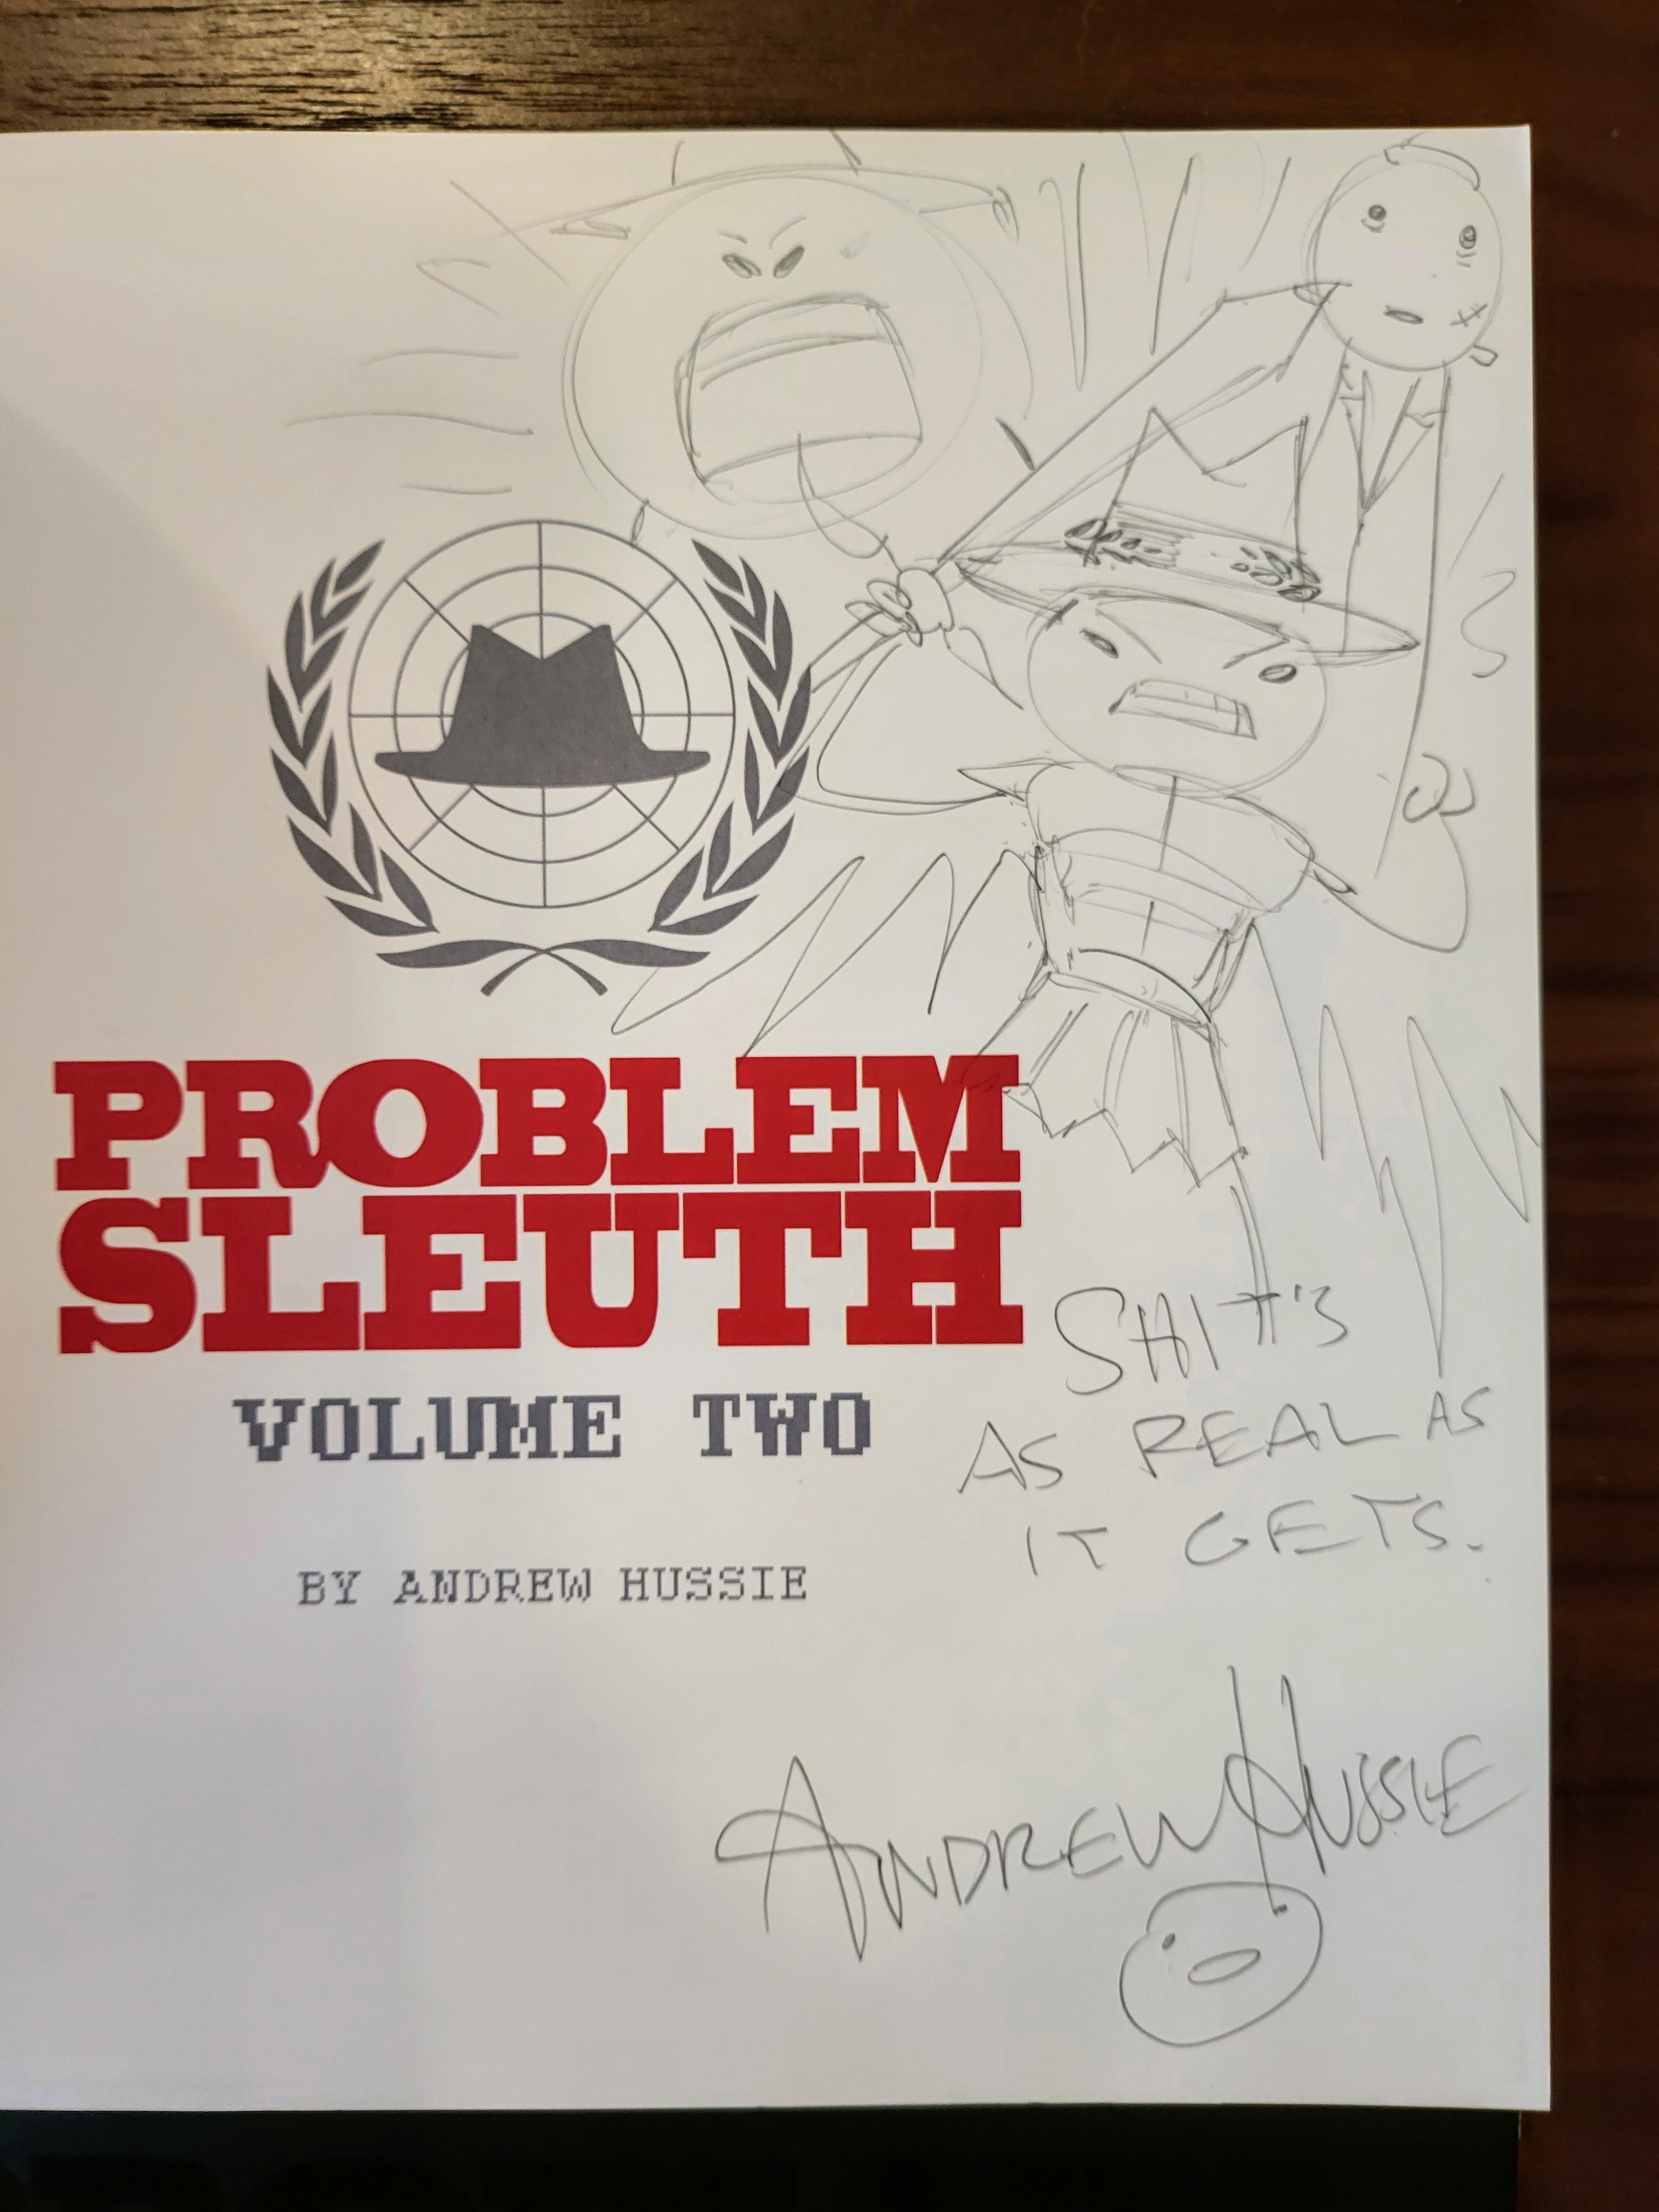 PROBLEM
SLEUTH
VOLUME TWO
BY ANDREW HUSSIE
SHIT'S
AS REAL AS
IT GETS.
ANDREW HUSSIE